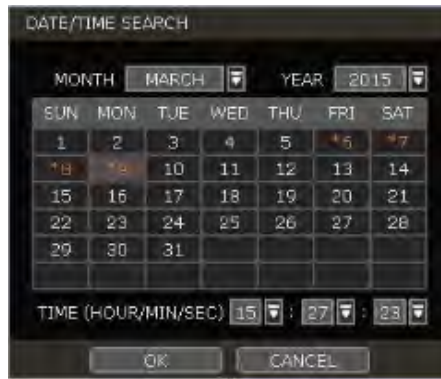 DATE/TIME SEARCH
MONTH MARCH YEAR 2015
SUN MON TUE WED THU FRI SAT
1 2 3 4 5 *6 *7
*8 *9 10 11 12 13 14
15 16 17 18 19 20 21
22 23 24 25 26 27 28
29 30 31
TIME (HOUR/MIN/SEC) 15 : 27 : 23
OK CANCEL